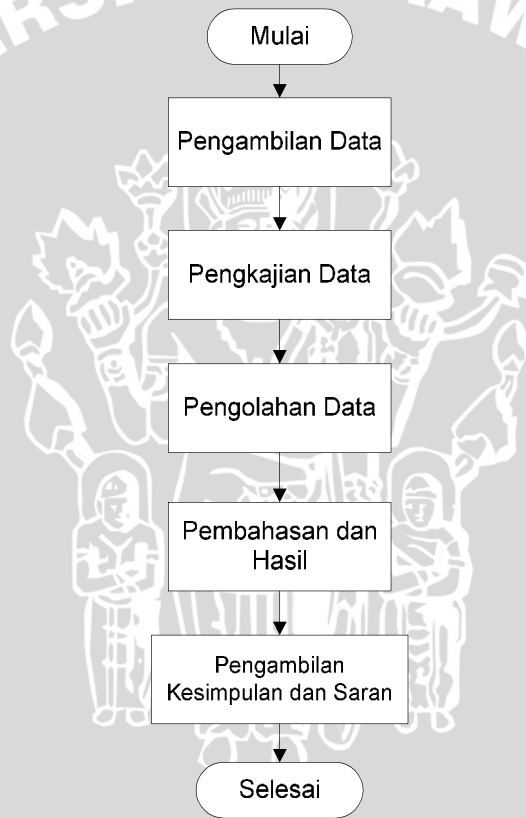 Mulai
Pengambilan Data
Pengkajian Data
Pengolahan Data
Pembahasan dan
Hasil
Pengambilan
Kesimpulan dan Saran
Selesai